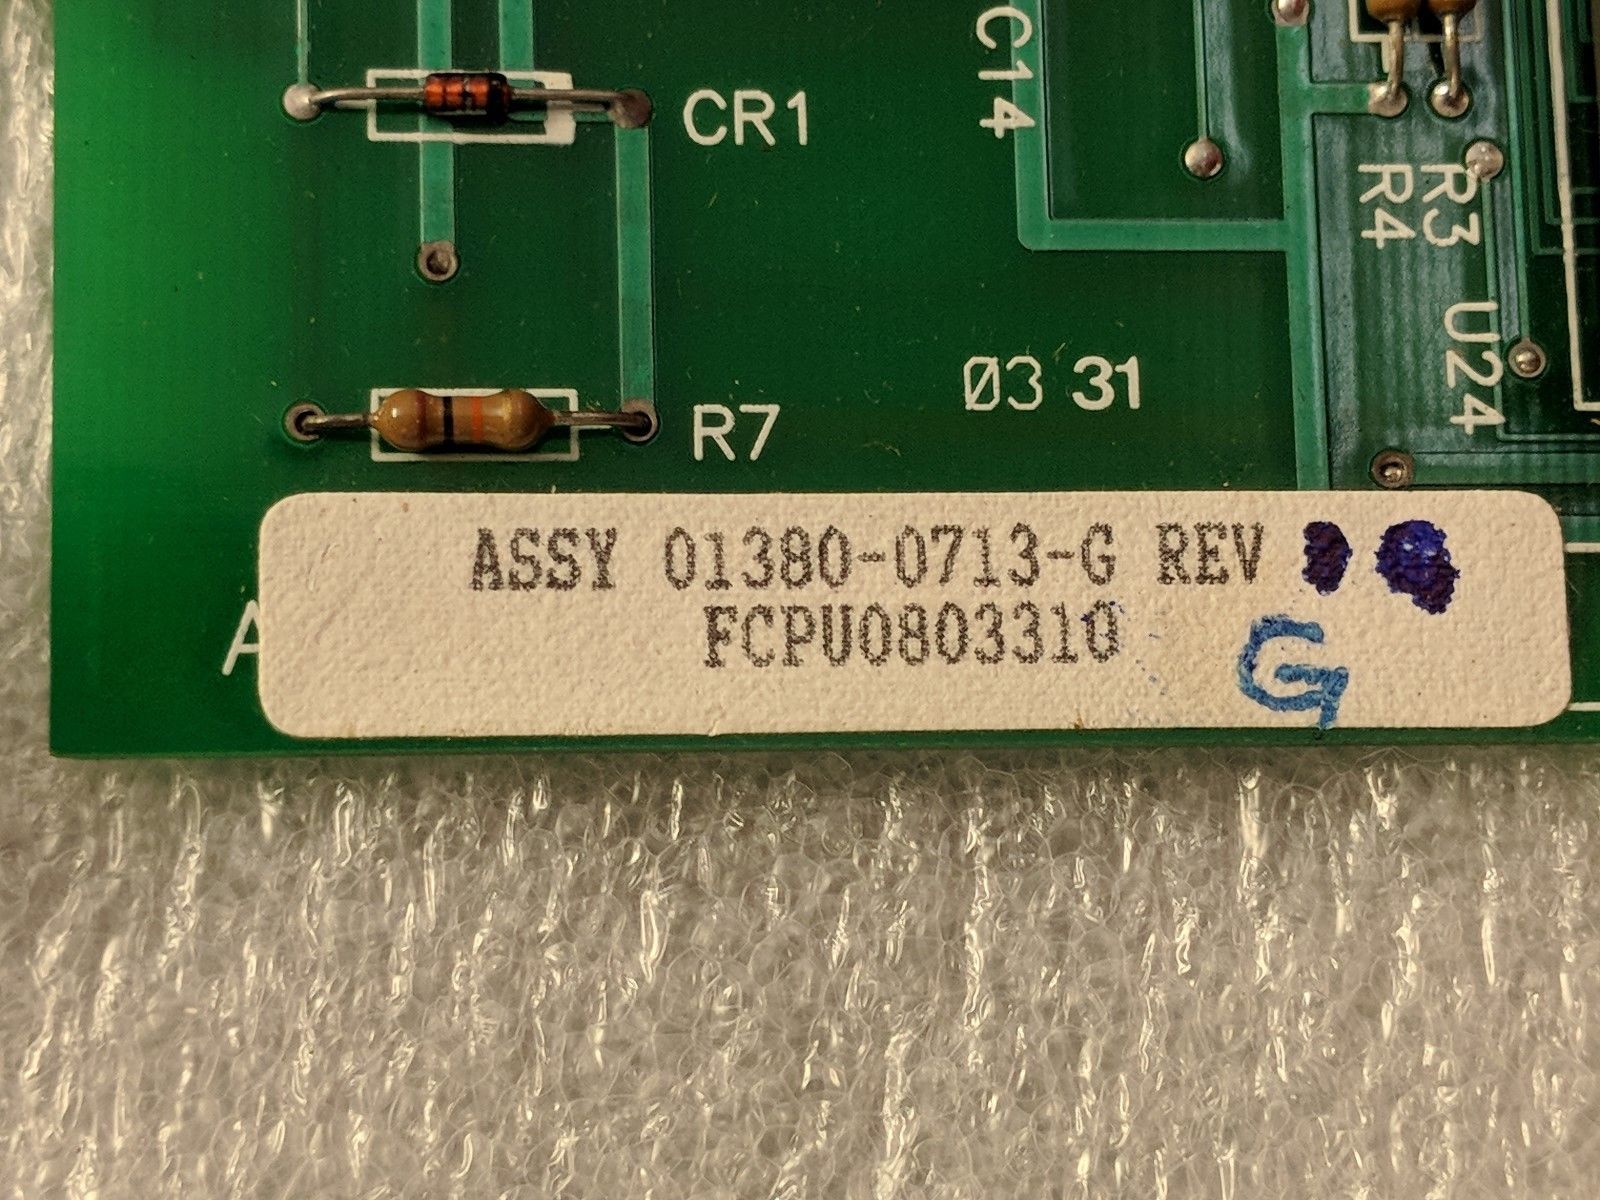 CR1
C14
R3
R4
U24
Ø3 31
R7
A
ASSY 01380-0713-G REV
FCPU0803310
G